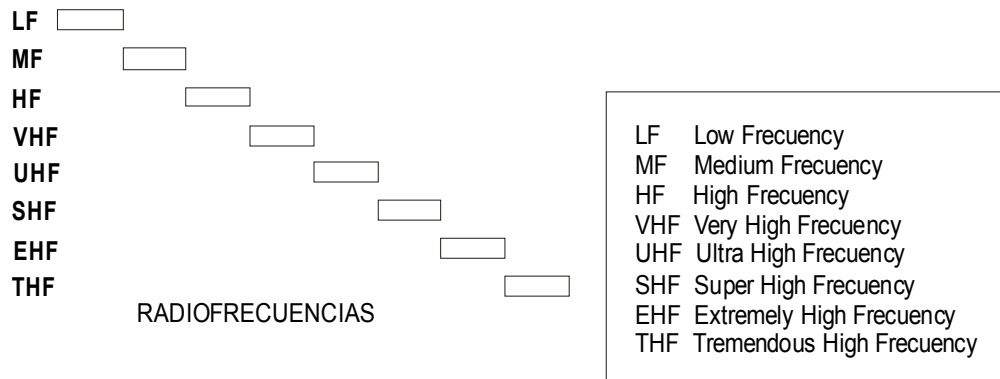 LF
MF
HF
VHF
UHF
SHF
EHF
THF
RADIOFRECUENCIAS
LF Low Frecuency
MF Medium Frecuency
HF High Frecuency
VHF Very High Frecuency
UHF Ultra High Frecuency
SHF Super High Frecuency
EHF Extremely High Frecuency
THF Tremendous High Frecuency